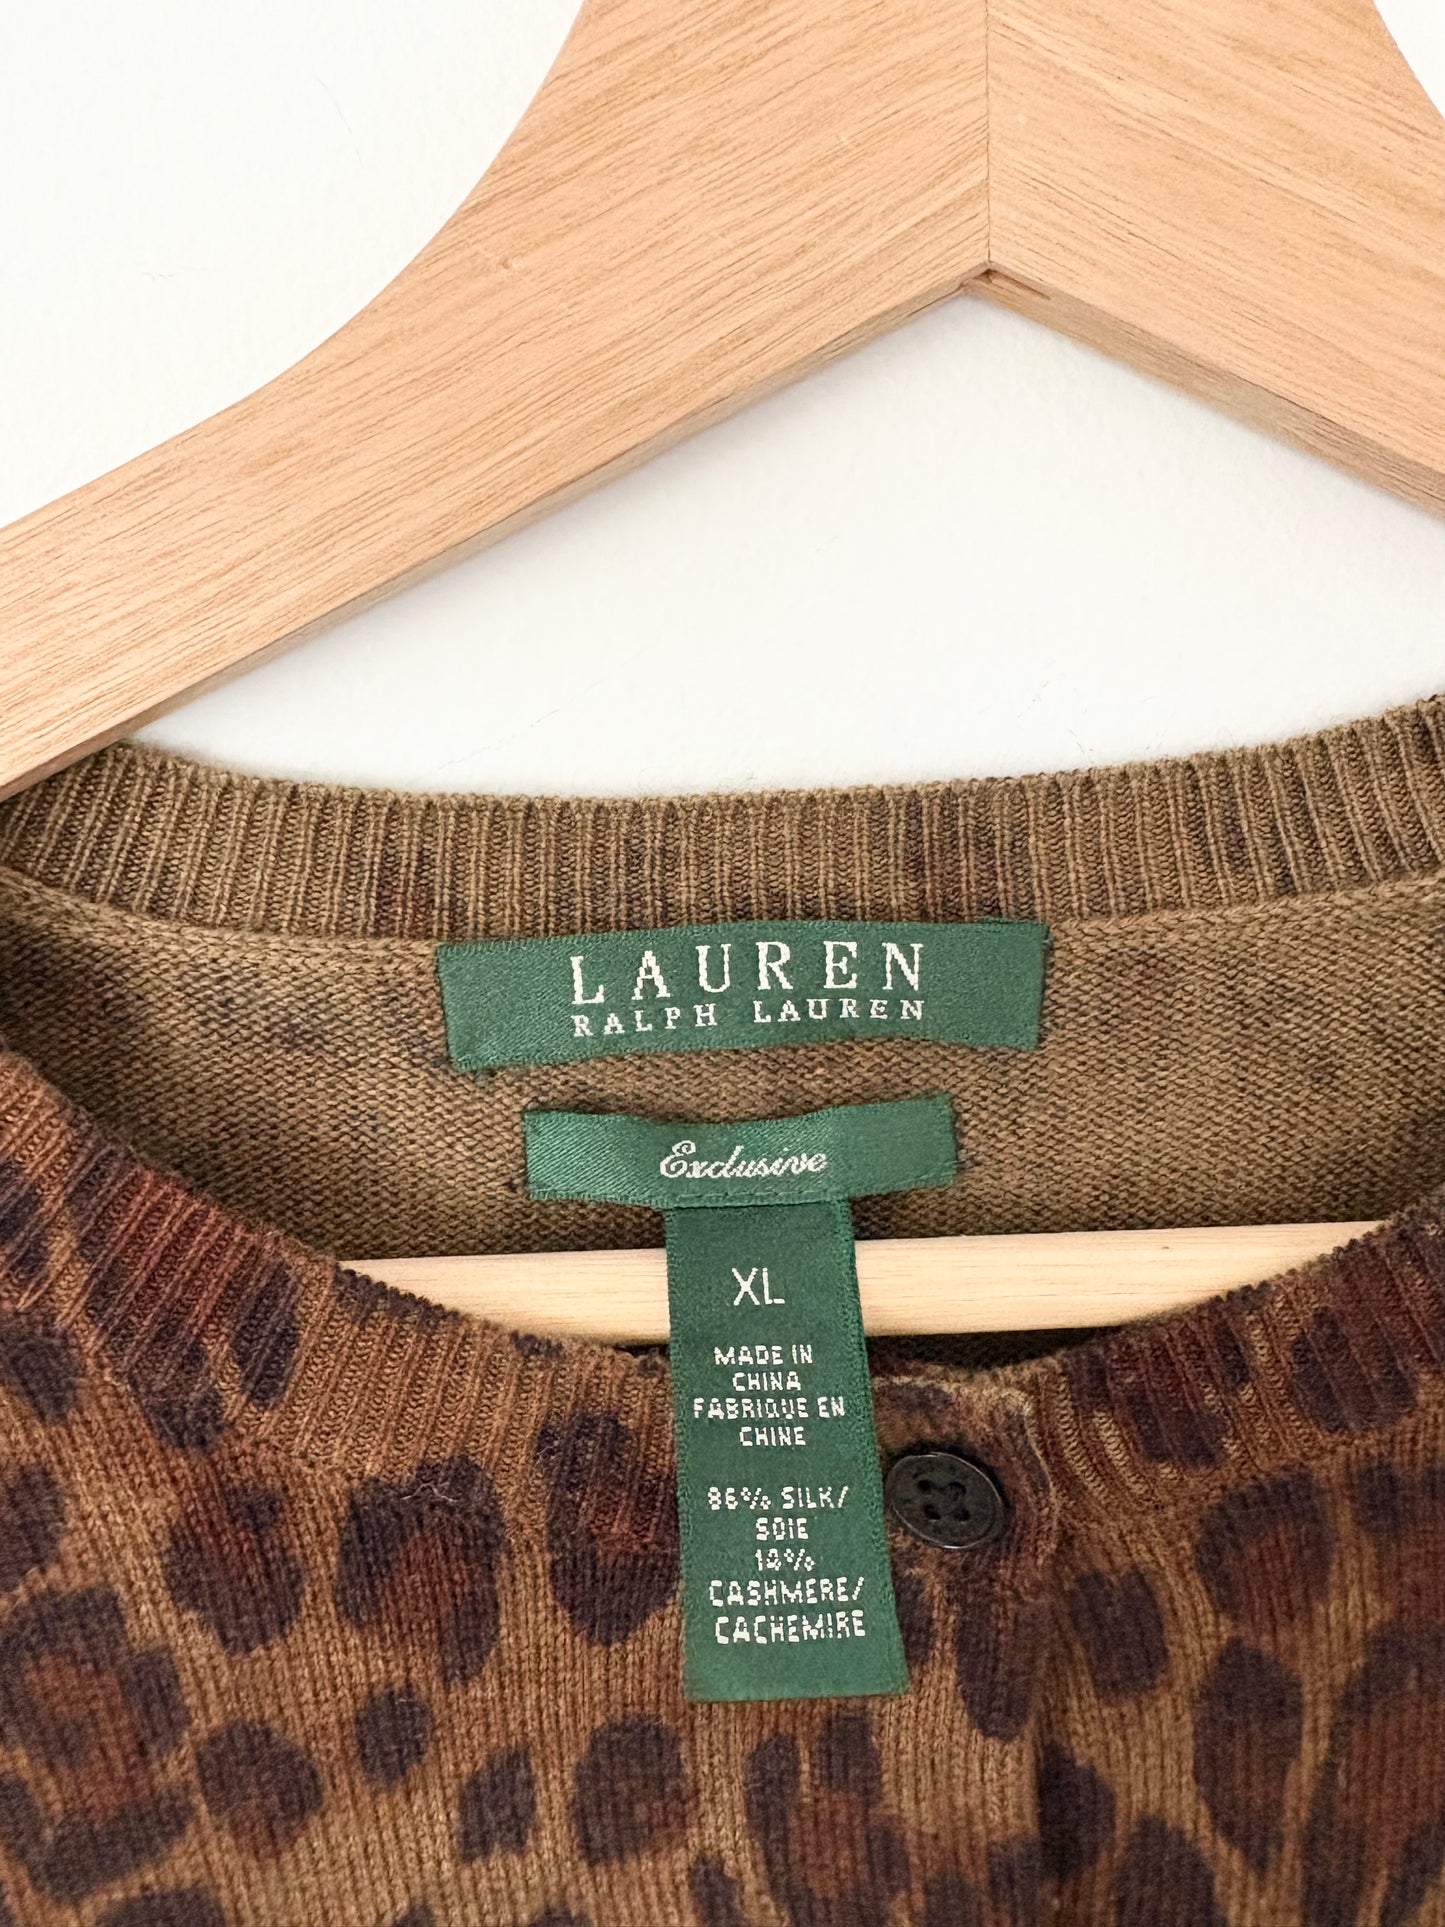 LAUREN
RALPH LAUREN
Exclusive
XL
MADE IN
CHINA
FABRIQUE EN
CHINE
86% SILK/
SOIE
14%
CASHMERE/
CACHEMIRE